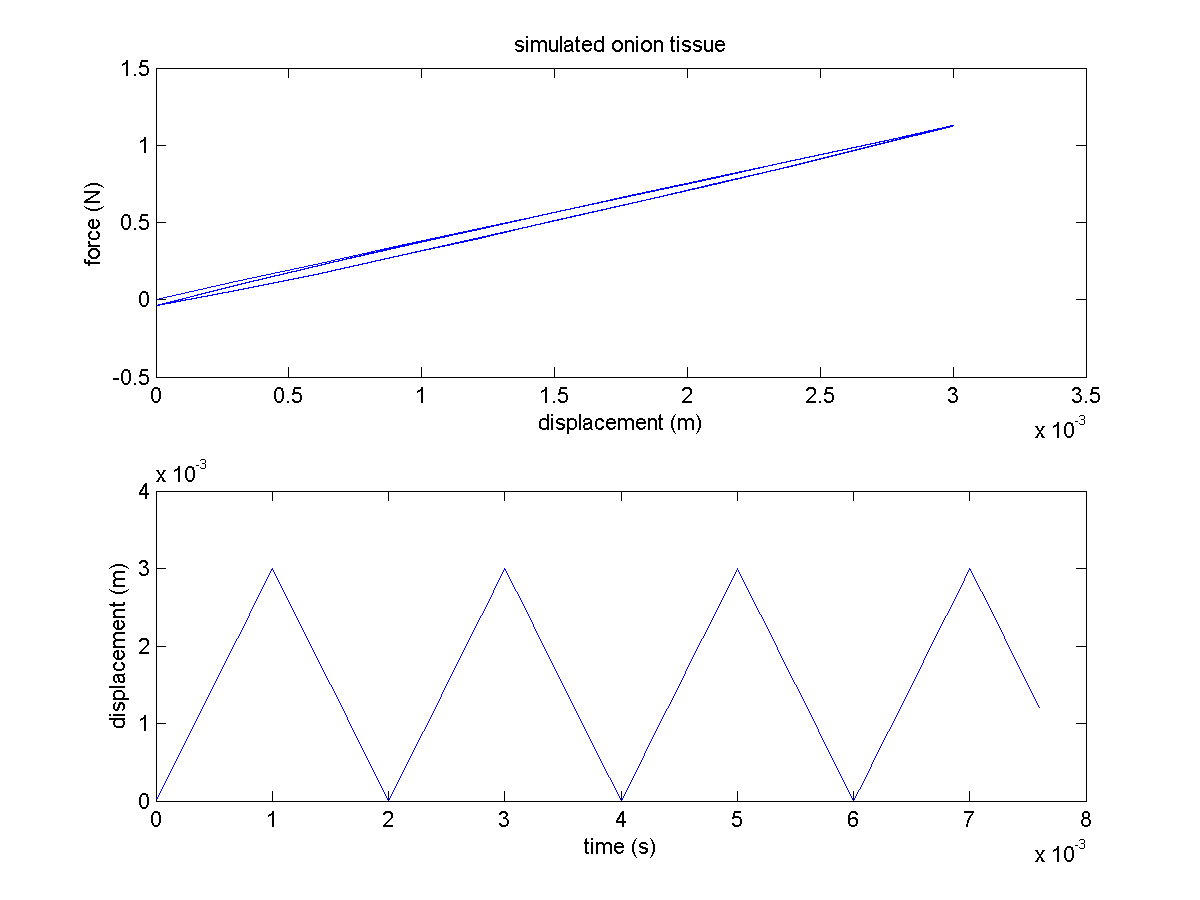 simulated onion tissue
1.5
1
0.5
0
-0.5
force (N)
0 0.5 1 1.5 2 2.5 3 3.5
displacement (m)
x 10^-3
x 10^-3
4
3
2
1
0
displacement (m)
0 1 2 3 4 5 6 7 8
time (s)
x 10^-3